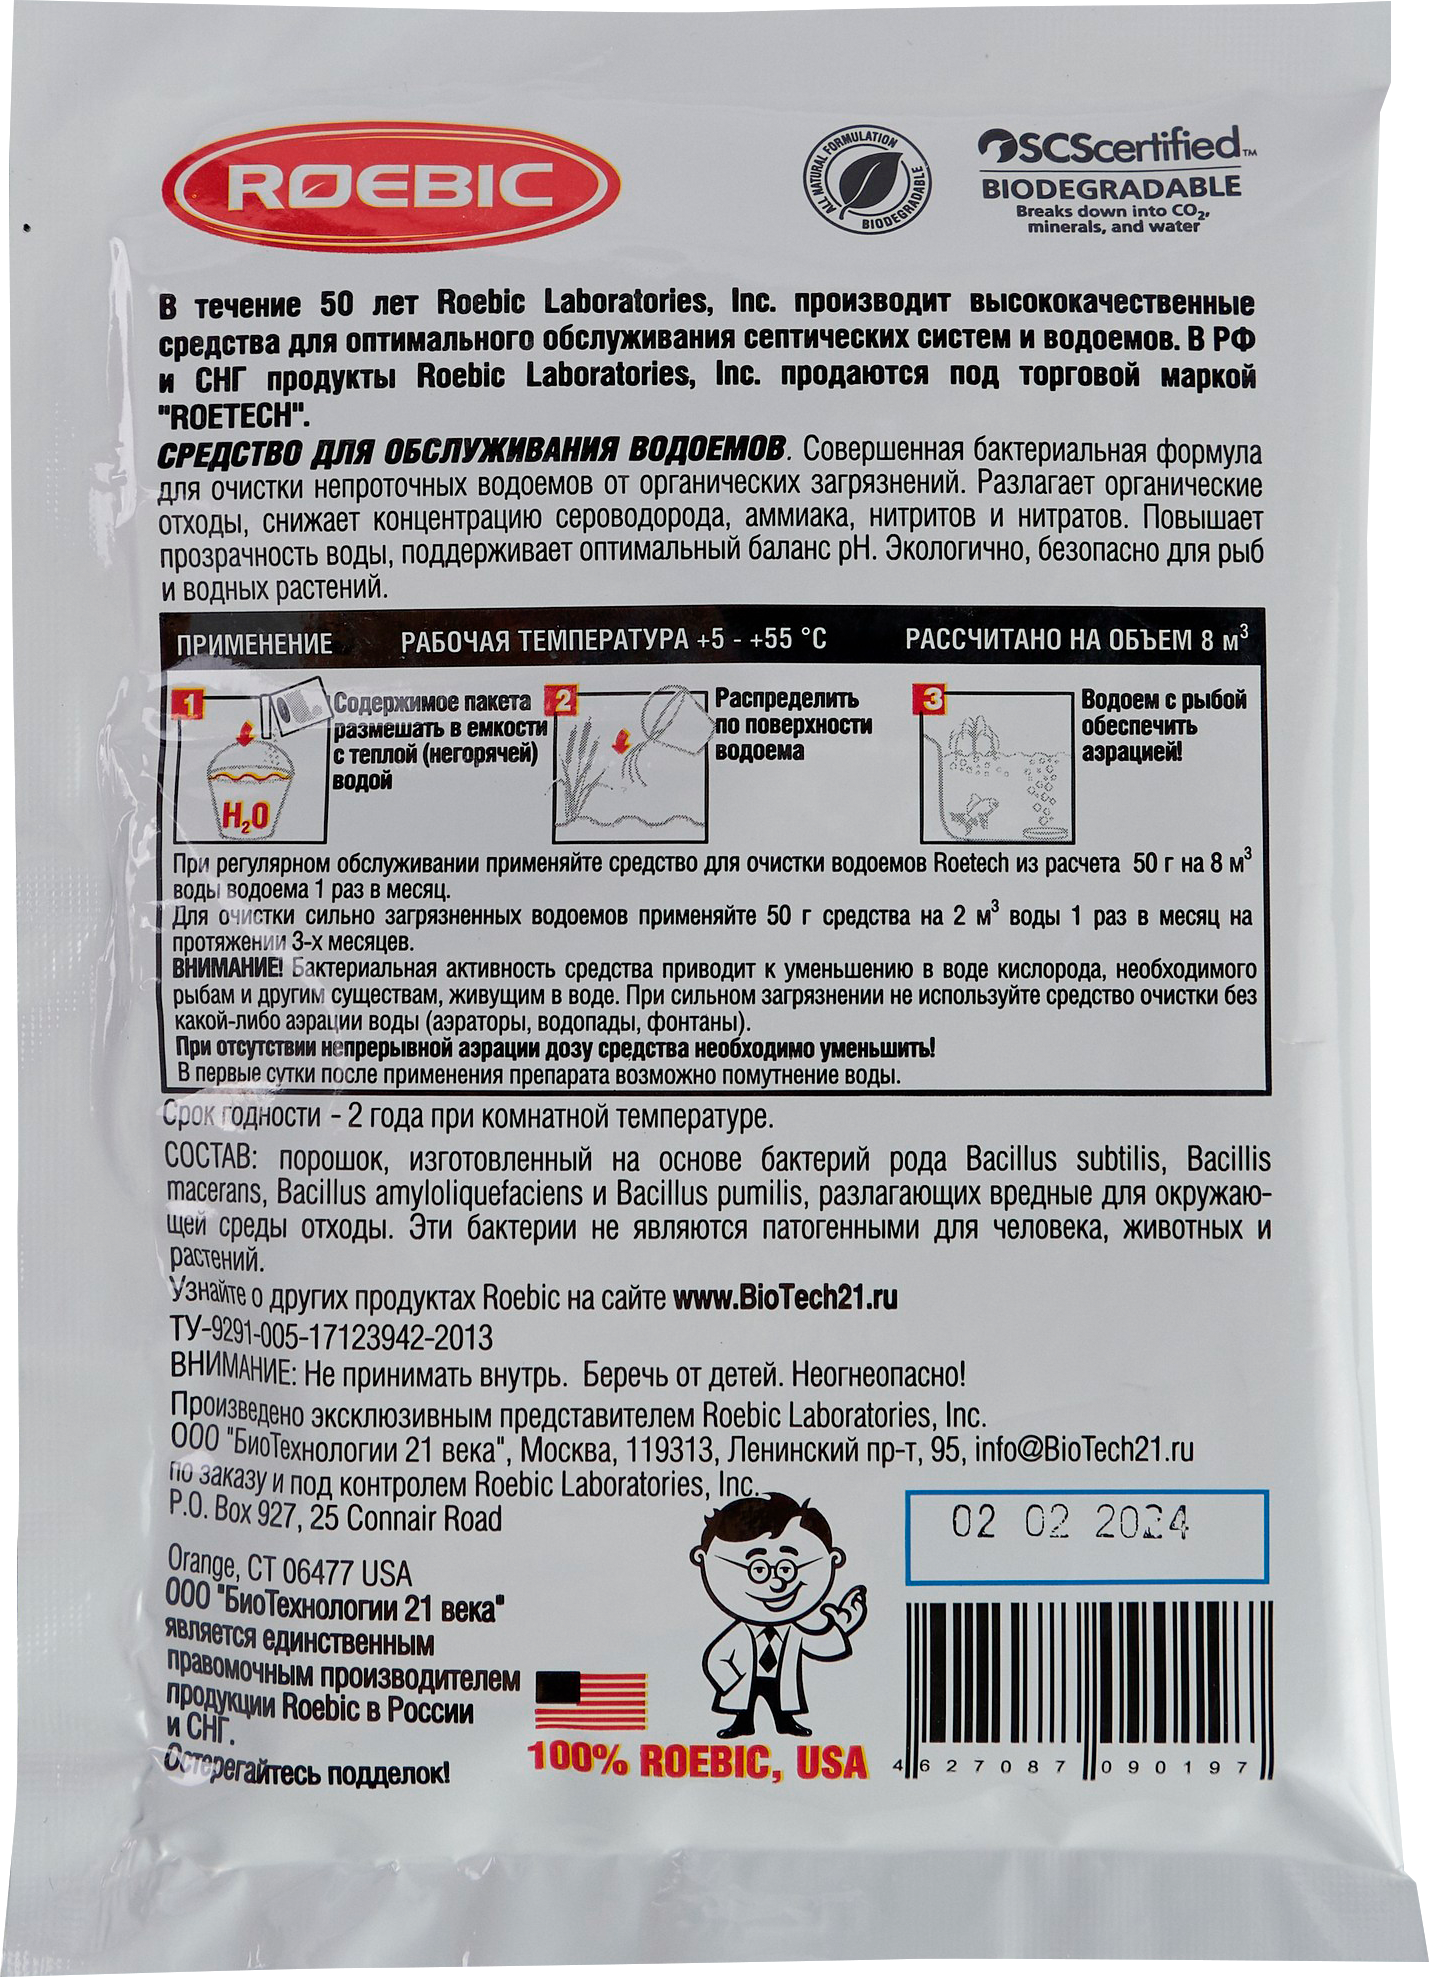 ROEBIC
ALL NATURAL FORMULATION
BIODEGRADABLE
SCScertified™
BIODEGRADABLE
Breaks down into CO₂,
minerals, and water
В течение 50 лет Roebic Laboratories, Inc. производит высококачественные
средства для оптимального обслуживания септических систем и водоемов. В РФ
и СНГ продукты Roebic Laboratories, Inc. продаются под торговой маркой
"ROETECH".
СРЕДСТВО ДЛЯ ОБСЛУЖИВАНИЯ ВОДОЕМОВ. Совершенная бактериальная формула
для очистки непроточных водоемов от органических загрязнений. Разлагает органические
отходы, снижает концентрацию сероводорода, аммиака, нитритов и нитратов. Повышает
прозрачность воды, поддерживает оптимальный баланс pH. Экологично, безопасно для рыб
и водных растений.
ПРИМЕНЕНИЕ РАБОЧАЯ ТЕМПЕРАТУРА +5 - +55 °C РАССЧИТАНО НА ОБЪЕМ 8 м³
1
Содержимое пакета
размешать в емкости
с теплой (негорячей)
водой
H₂O
2
Распределить
по поверхности
водоема
3
Водоем с рыбой
обеспечить
аэрацией!
При регулярном обслуживании применяйте средство для очистки водоемов Roetech из расчета 50 г на 8 м³
воды водоема 1 раз в месяц.
Для очистки сильно загрязненных водоемов применяйте 50 г средства на 2 м³ воды 1 раз в месяц на
протяжении 3-х месяцев.
ВНИМАНИЕ! Бактериальная активность средства приводит к уменьшению в воде кислорода, необходимого
рыбам и другим существам, живущим в воде. При сильном загрязнении не используйте средство очистки без
какой-либо аэрации воды (аэраторы, водопады, фонтаны).
При отсутствии непрерывной аэрации дозу средства необходимо уменьшить!
В первые сутки после применения препарата возможно помутнение воды.
Срок годности - 2 года при комнатной температуре.
СОСТАВ: порошок, изготовленный на основе бактерий рода Bacillus subtilis, Bacillis
macerans, Bacillus amyloliquefaciens и Bacillus pumilis, разлагающих вредные для окружаю-
щей среды отходы. Эти бактерии не являются патогенными для человека, животных и
растений.
Узнайте о других продуктах Roebic на сайте www.BioTech21.ru
ТУ-9291-005-17123942-2013
ВНИМАНИЕ: Не принимать внутрь. Беречь от детей. Неогнеопасно!
Произведено эксклюзивным представителем Roebic Laboratories, Inc.
ООО "БиоТехнологии 21 века", Москва, 119313, Ленинский пр-т, 95, info@BioTech21.ru
по заказу и под контролем Roebic Laboratories, Inc.
P.O. Box 927, 25 Connair Road
Orange, CT 06477 USA
ООО "БиоТехнологии 21 века"
является единственным
правомочным производителем
продукции Roebic в России
и СНГ.
Остерегайтесь подделок!
100% ROEBIC, USA
02 02 2024
4 627087 090197